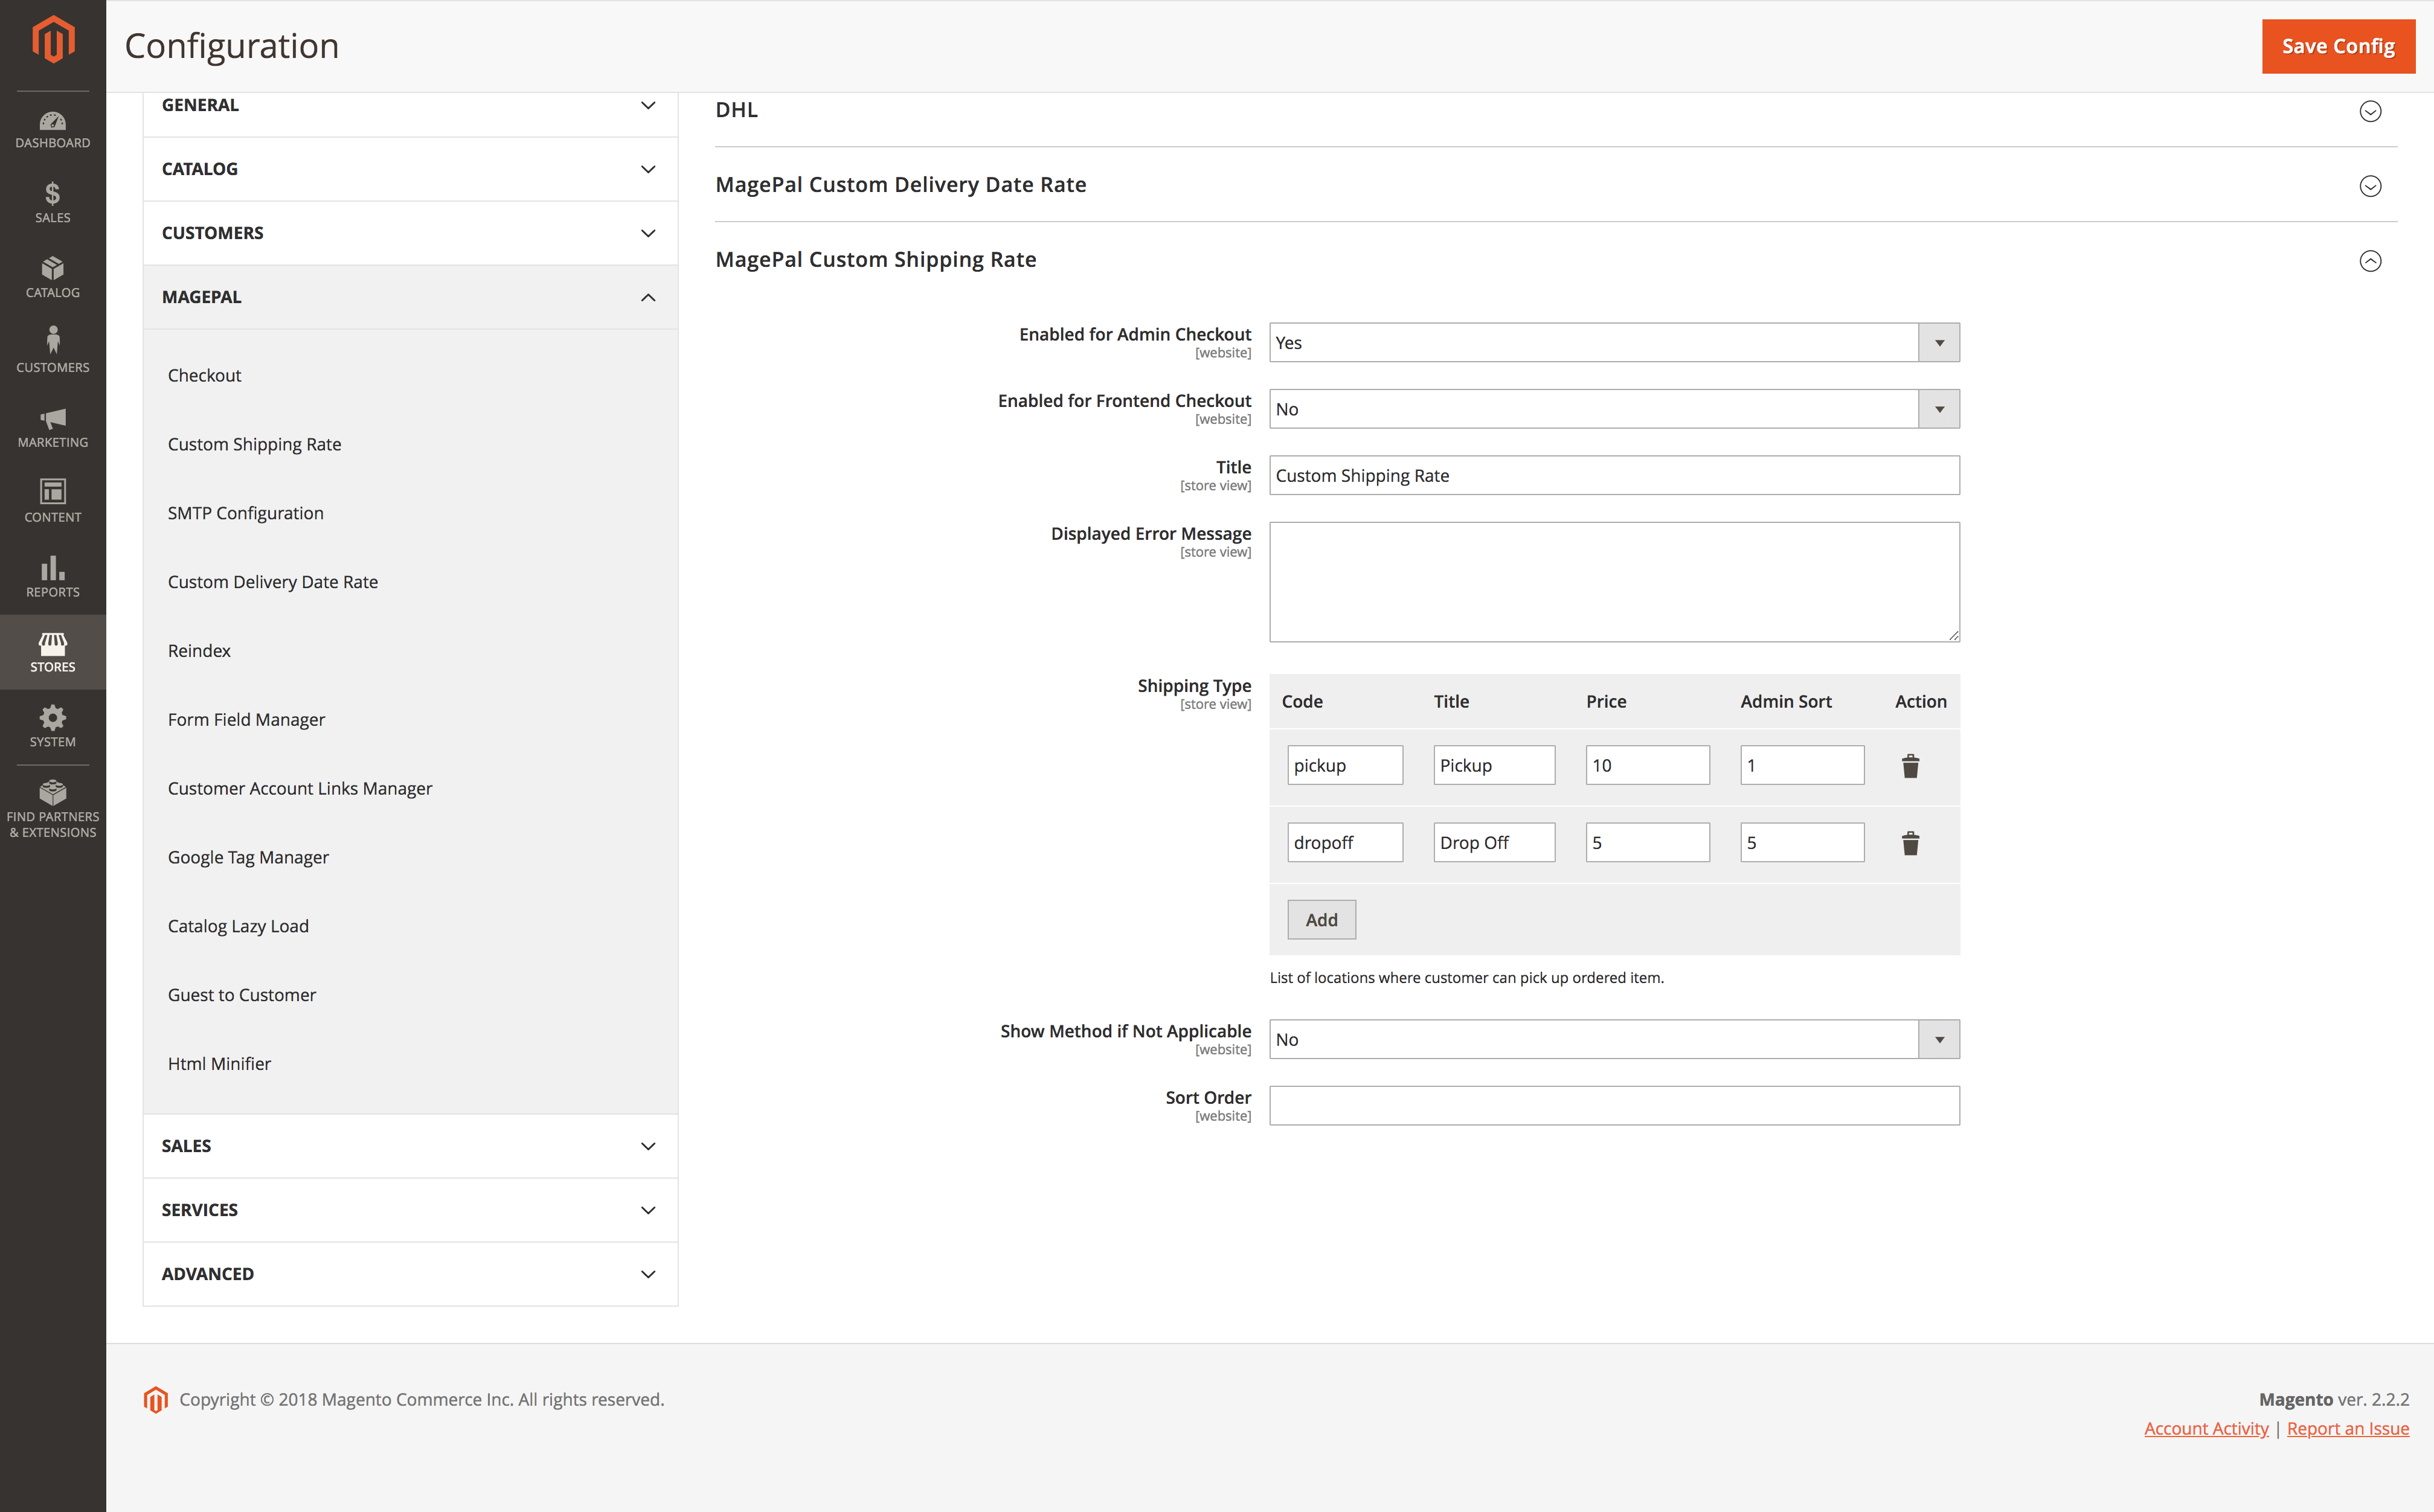 Configuration
Save Config
DASHBOARD
SALES
CATALOG
CUSTOMERS
MARKETING
CONTENT
REPORTS
STORES
SYSTEM
FIND PARTNERS
& EXTENSIONS
GENERAL
CATALOG
CUSTOMERS
MAGEPAL
Checkout
Custom Shipping Rate
SMTP Configuration
Custom Delivery Date Rate
Reindex
Form Field Manager
Customer Account Links Manager
Google Tag Manager
Catalog Lazy Load
Guest to Customer
Html Minifier
SALES
SERVICES
ADVANCED
DHL
MagePal Custom Delivery Date Rate
MagePal Custom Shipping Rate
Enabled for Admin Checkout Yes
[website]
Enabled for Frontend Checkout No
[website]
Title Custom Shipping Rate
[store view]
Displayed Error Message
[store view]
Shipping Type
[store view]
Code Title Price Admin Sort Action
pickup Pickup 10 1
dropoff Drop Off 5 5
Add
List of locations where customer can pick up ordered item.
Show Method if Not Applicable No
[website]
Sort Order
[website]
Copyright © 2018 Magento Commerce Inc. All rights reserved.
Magento ver. 2.2.2
Account Activity | Report an Issue